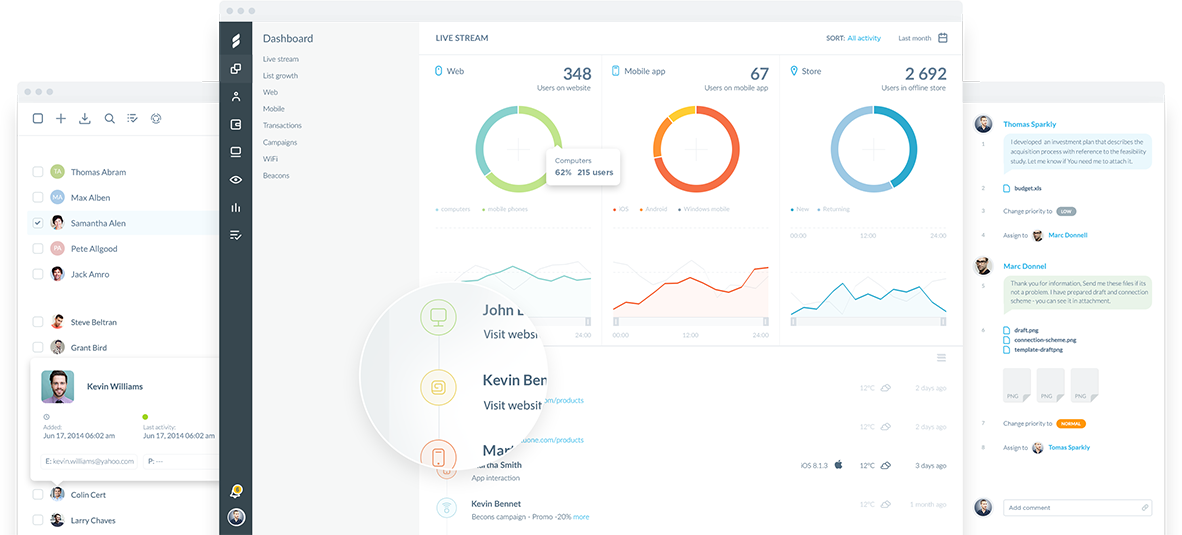 TA Thomas Abram
MA Max Alben
Samantha Alen
PA Pete Allgood
Jack Amro
Steve Beltran
Grant Bird
Kevin Williams
Added:
Jun 17, 2014 06:02 am
Last activity:
Jun 17, 2014 06:02 am
E: kevin.williams@yahoo.com
P: ---
Colin Cert
Larry Chaves
Dashboard
Live stream
List growth
Web
Mobile
Transactions
Campaigns
WiFi
Beacons
LIVE STREAM
SORT: All activity
Last month
Web
348
Users on website
Computers
62% 215 users
computers
mobile phones
24:00
Mobile app
67
Users on mobile app
iOS
Android
Windows mobile
00:00 12:00 24:00
Store
2 692
Users in offline store
New
Returning
00:00 12:00 24:00
John
Visit websi
Kevin Ben
Visit websit
.com/products
12°C 2 days ago
.com/products
12°C 2 days ago
Mar
Martha Smith
App interaction
iOS 8.1.3 12°C 3 days ago
Kevin Bennet
Becons campaign - Promo -20% more
12°C 1 month ago
Thomas Sparkly
1 I developed an investment plan that describes the
acquisition process with reference to the feasibility
study. Let me know if You need me to attach it.
2 budget.xls
3 Change priority to LOW
4 Assign to Marc Donnell
Marc Donnel
5 Thank you for information, Send me these files if its
not a problem. I have prepared draft and connection
scheme - you can see it in attachment.
6 draft.png
connection-scheme.png
template-draftpng
PNG PNG PNG
7 Change priority to NORMAL
8 Assign to Tomas Sparkly
Add comment